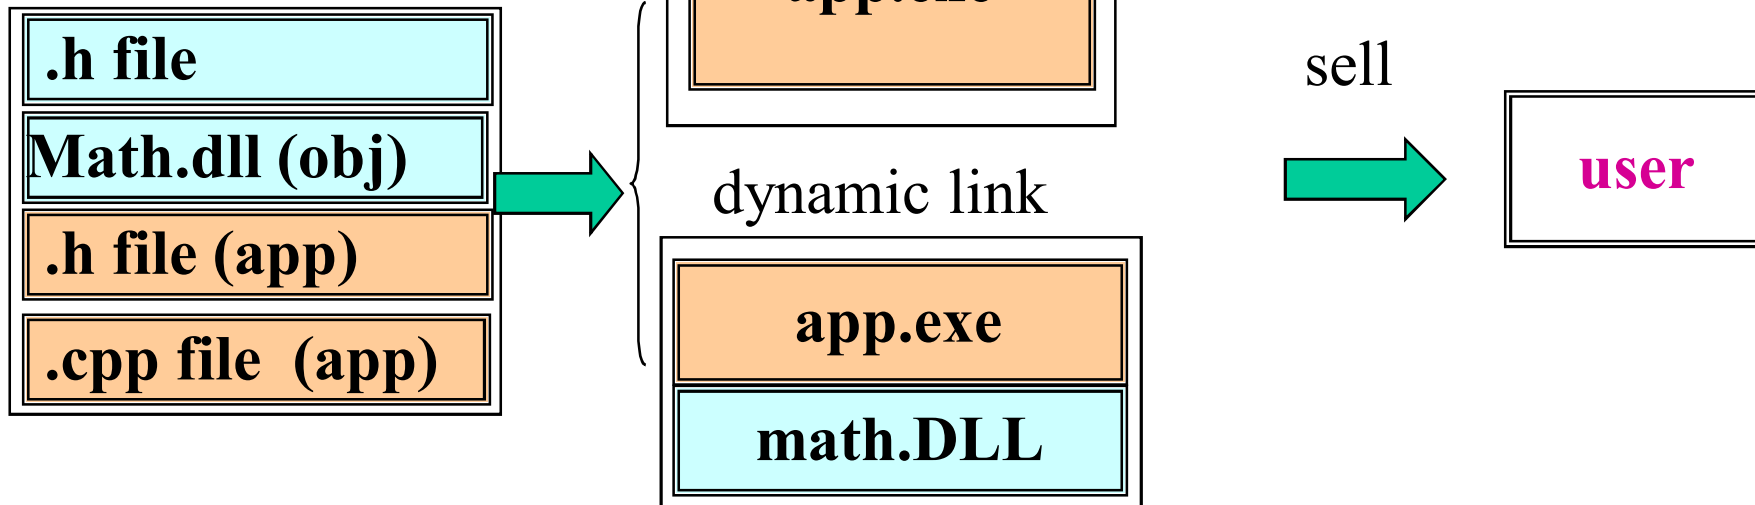 .h file
Math.dll (obj)
.h file (app)
.cpp file (app)
dynamic link
app.exe
math.DLL
sell
user